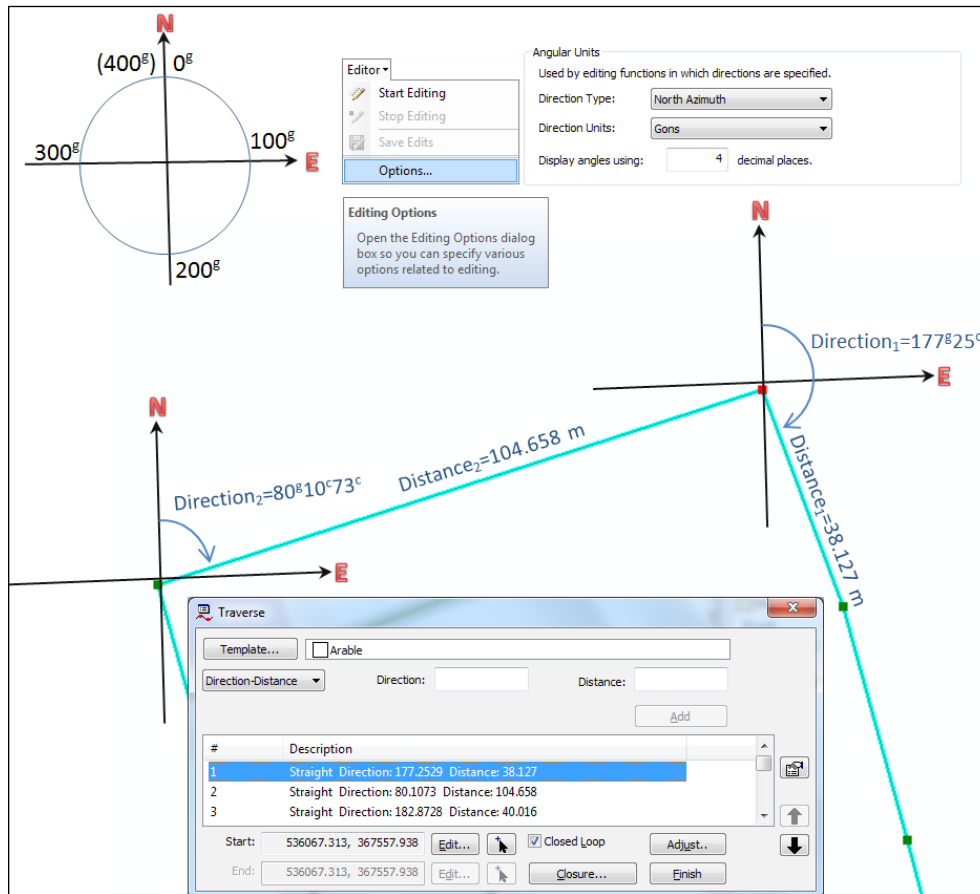 N
(400ᵍ) 0ᵍ
300ᵍ
100ᵍ
E
200ᵍ
Editor
Start Editing
Stop Editing
Save Edits
Options...
Editing Options
Open the Editing Options dialog
box so you can specify various
options related to editing.
Angular Units
Used by editing functions in which directions are specified.
Direction Type: North Azimuth
Direction Units: Gons
Display angles using: 4 decimal places.
N
Direction₁=177ᵍ25ᶜ
E
Distance₁=38.127 m
Distance₂=104.658 m
N
Direction₂=80ᵍ10ᶜ73ᶜ
E
Traverse
Template... Arable
Direction-Distance Direction: Distance:
Add
# Description
1 Straight Direction: 177.2529 Distance: 38.127
2 Straight Direction: 80.1073 Distance: 104.658
3 Straight Direction: 182.8728 Distance: 40.016
Start: 536067.313, 367557.938 Edit... Closed Loop Adjust..
End: 536067.313, 367557.938 Edit... Closure... Finish